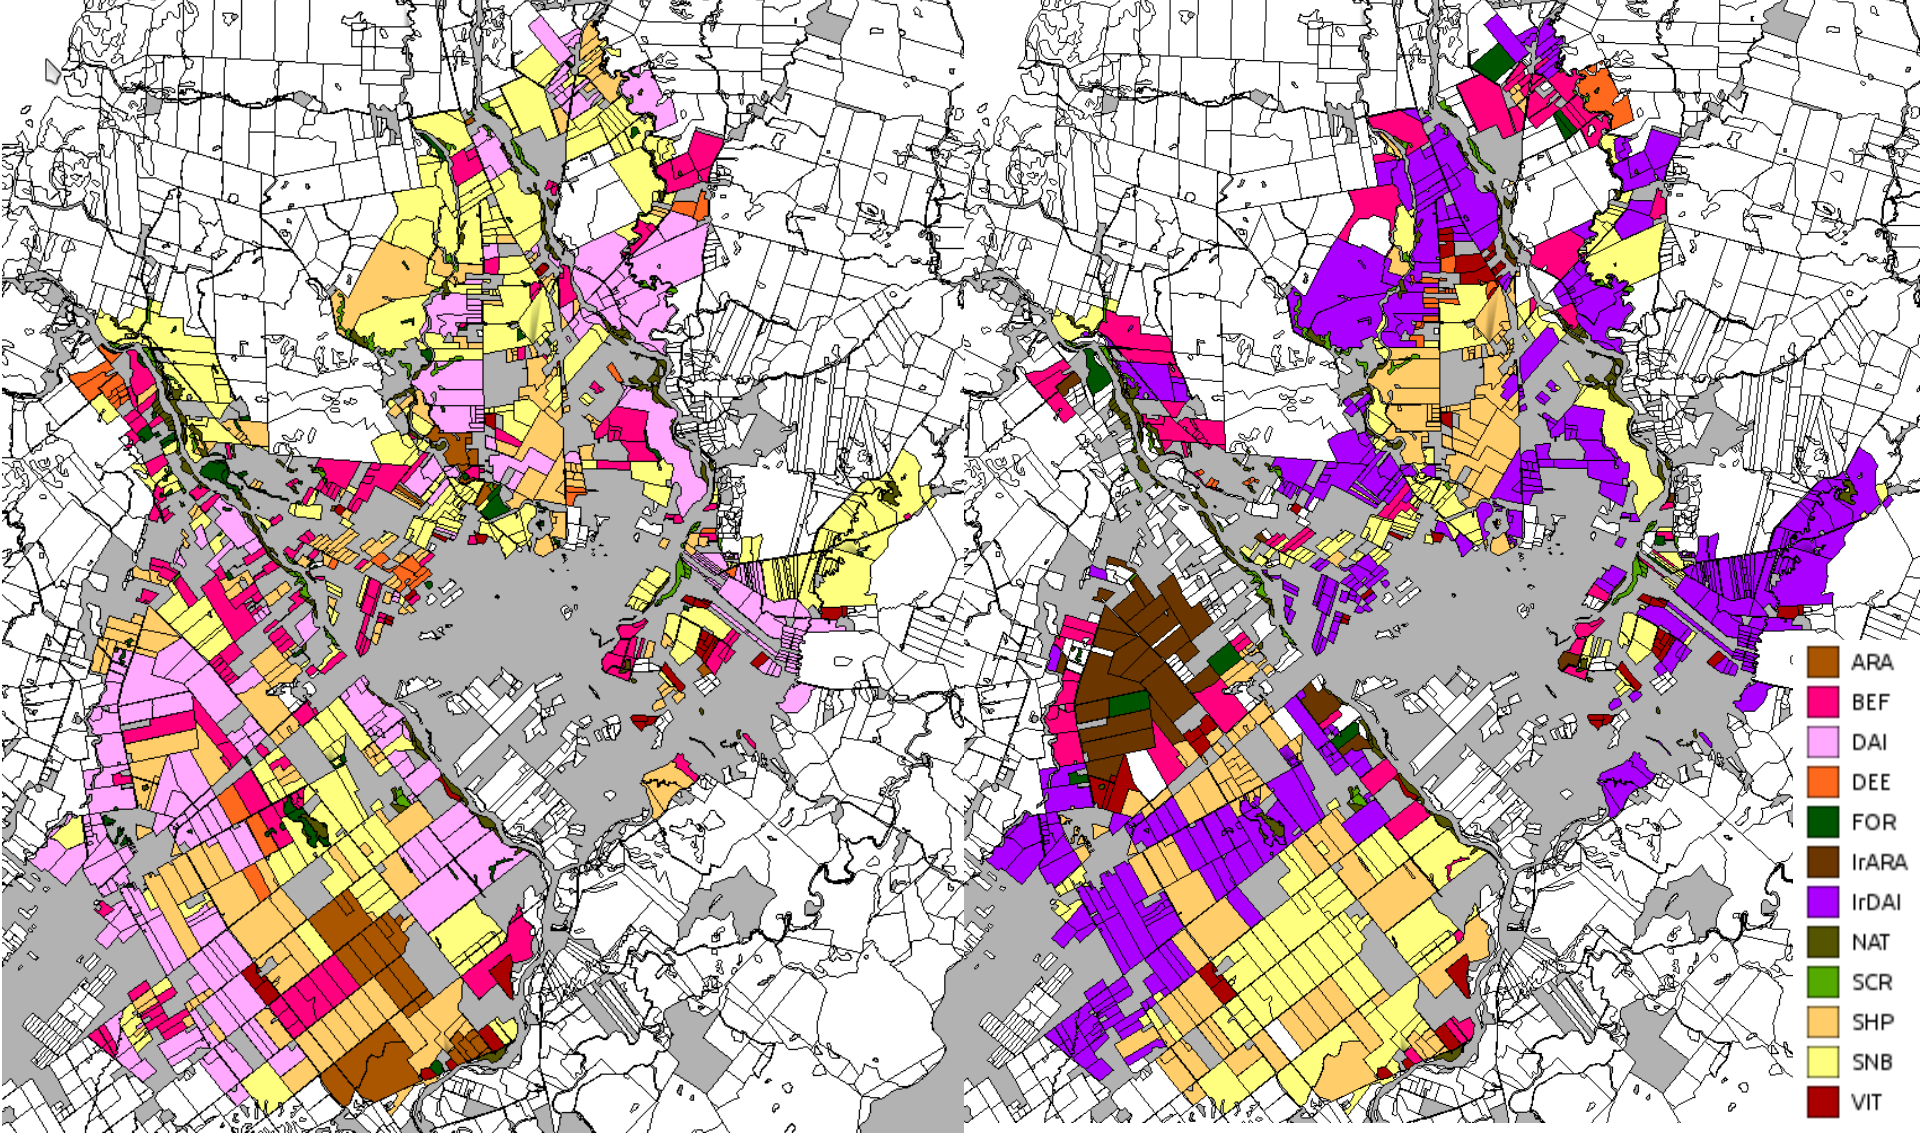 ARA
BEF
DAI
DEE
FOR
IrARA
IrDAI
NAT
SCR
SHP
SNB
VIT